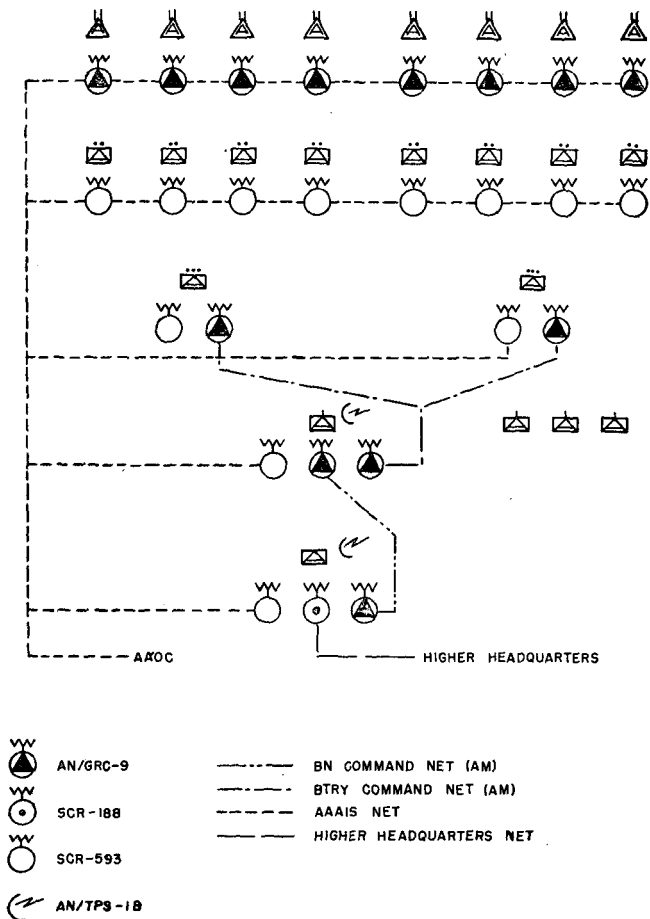 AAOC
HIGHER HEADQUARTERS
AN/GRC-9
SCR-188
SCR-593
AN/TPS-1B
BN COMMAND NET (AM)
BTRY COMMAND NET (AM)
AAAIS NET
HIGHER HEADQUARTERS NET